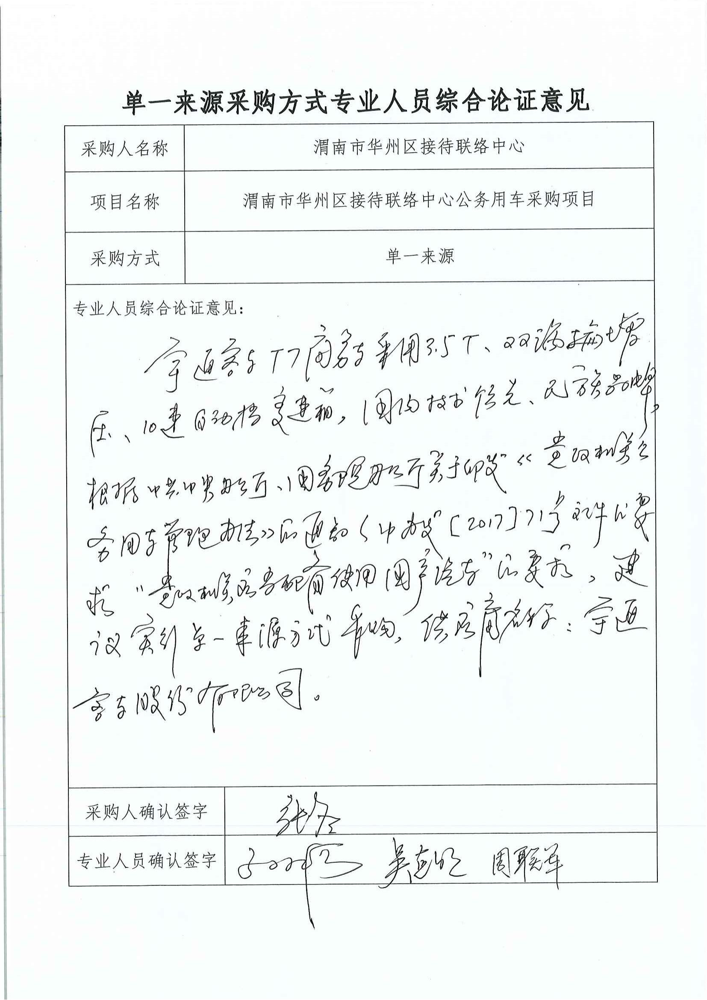 单一来源采购方式专业人员综合论证意见
采购人名称
渭南市华州区接待联络中心
项目名称
渭南市华州区接待联络中心公务用车采购项目
采购方式
单一来源
专业人员综合论证意见：
宇通客车T7商务车采用3.5T、双涡轮增
压、10速自动档变速箱，国内技术领先、民族品牌，
根据中共中央办公厅、国务院办公厅关于印发《党政机关公
务用车管理办法》的通知（中办发［2017］71号文件的要
求“党政机关应当配备使用国产汽车”的要求，建
议实行单一来源方式采购，供应商名称：宇通
客车股份有限公司。
采购人确认签字
张
专业人员确认签字
吴 周联军